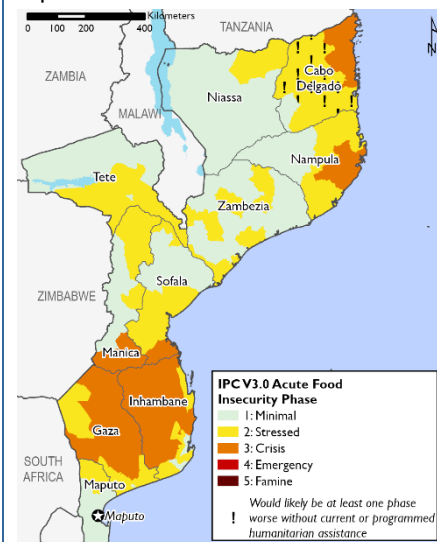 0 100 200 400
Kilometers
TANZANIA
N
ZAMBIA
Cabo
Delgado
Niassa
MALAWI
Nampula
Tete
Zambezia
Sofala
ZIMBABWE
Manica
Inhambane
Gaza
SOUTH
AFRICA
Maputo
Maputo
IPC V3.0 Acute Food
Insecurity Phase
1: Minimal
2: Stressed
3: Crisis
4: Emergency
5: Famine
! Would likely be at least one phase
worse without current or programmed
humanitarian assistance